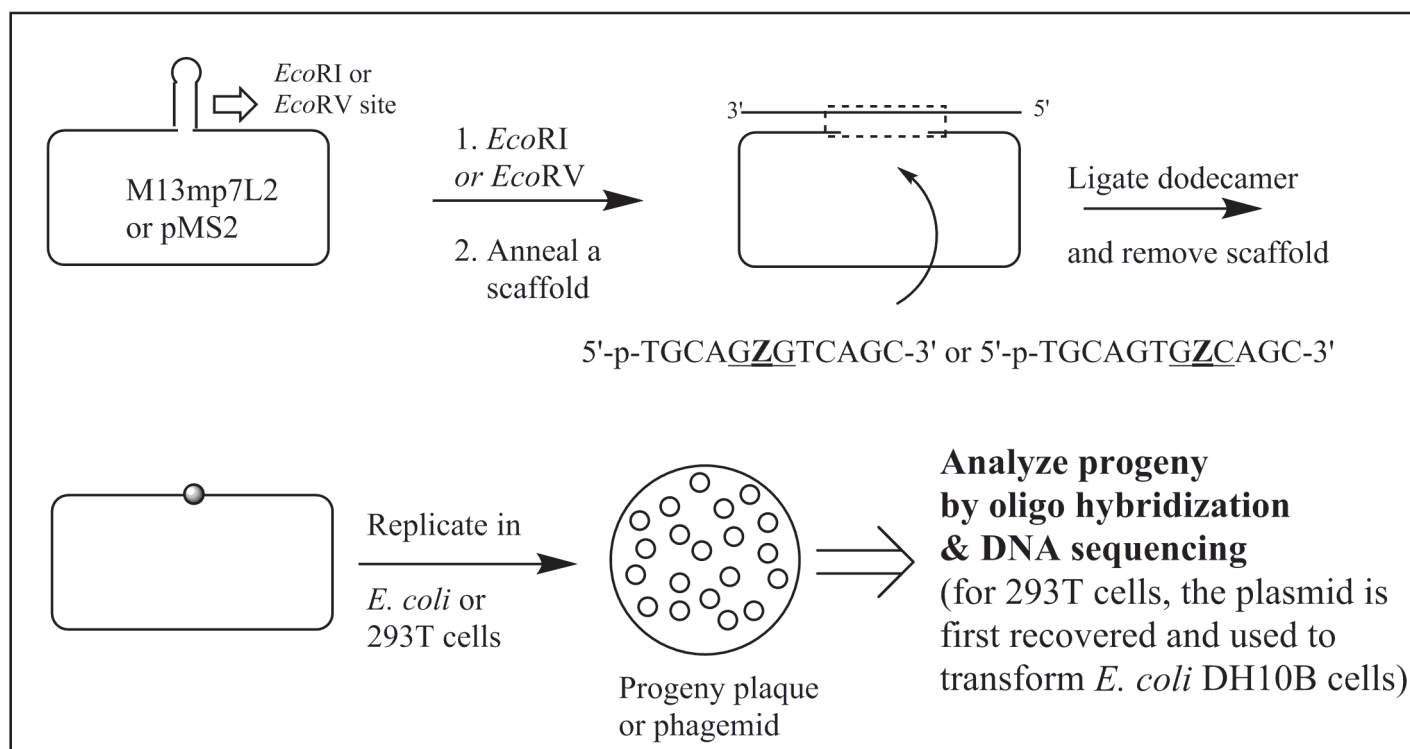 EcoRI or
EcoRV site
M13mp7L2
or pMS2
1. EcoRI
or EcoRV
2. Anneal a
scaffold
3'
5'
5'-p-TGCAGZGTCAGC-3' or 5'-p-TGCAGTGZCAGC-3'
Ligate dodecamer
and remove scaffold
Replicate in
E. coli or
293T cells
Progeny plaque
or phagemid
Analyze progeny
by oligo hybridization
& DNA sequencing
(for 293T cells, the plasmid is
first recovered and used to
transform E. coli DH10B cells)